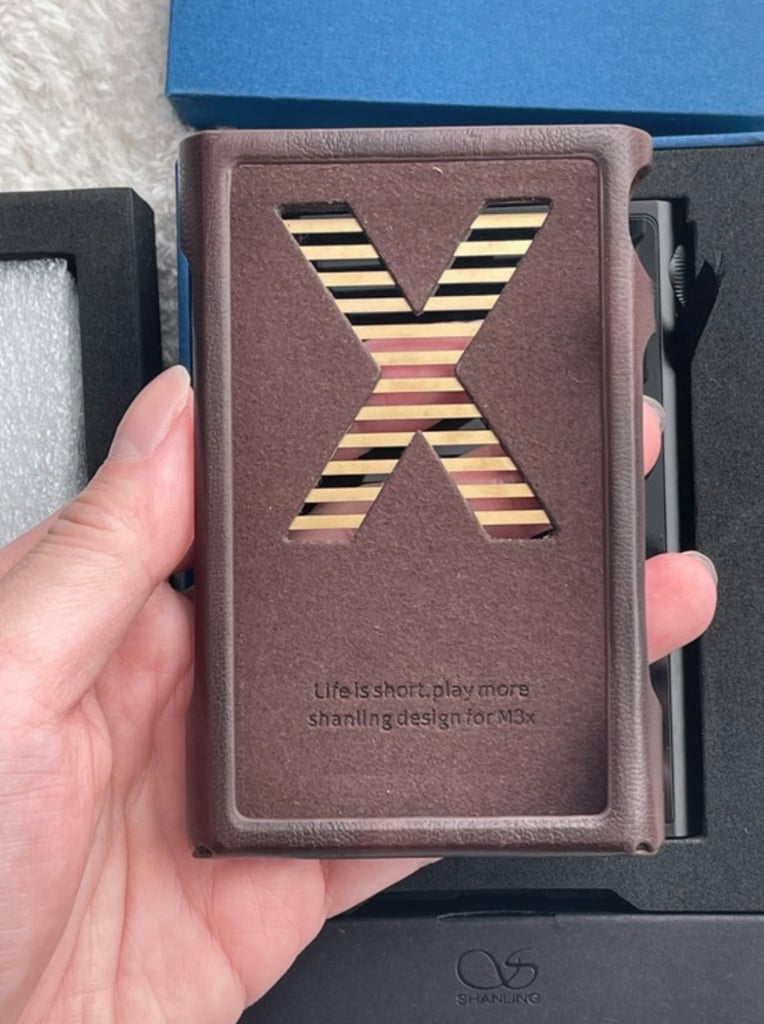 X
Life is short.play more
shanling design for M3x
SHANLING